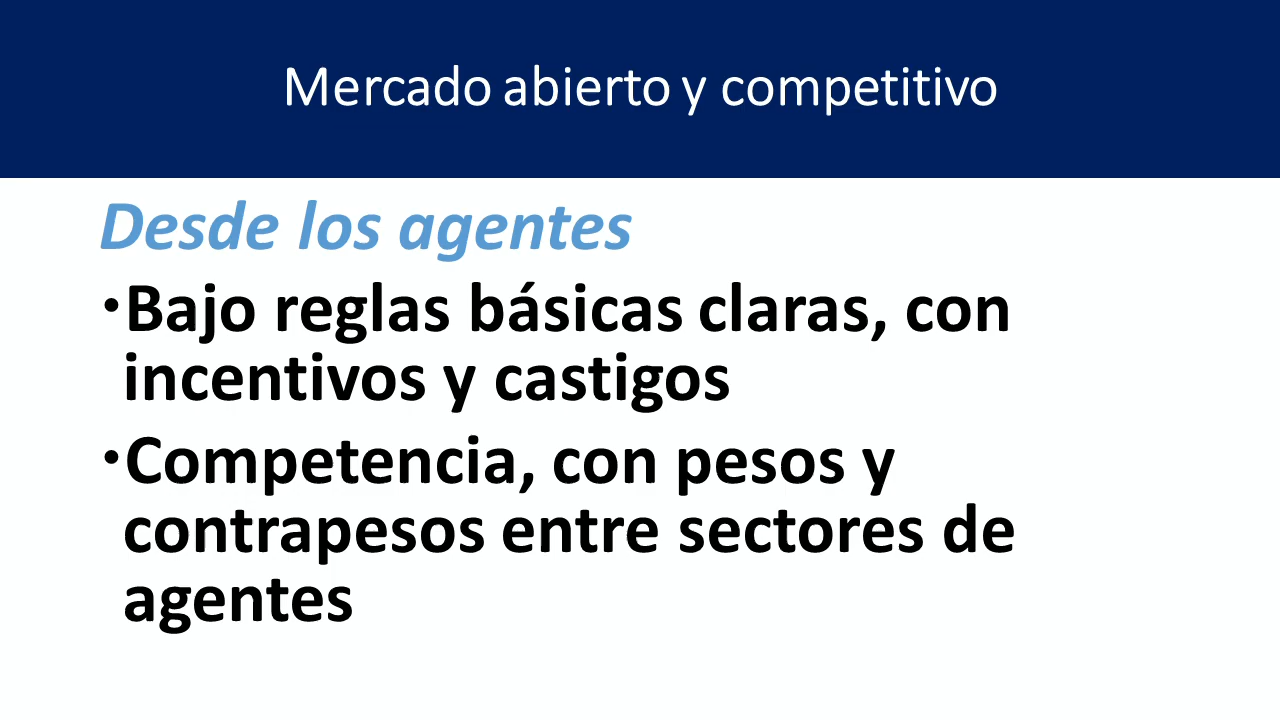 Mercado abierto y competitivo
Desde los agentes
•Bajo reglas básicas claras, con
incentivos y castigos
•Competencia, con pesos y
contrapesos entre sectores de
agentes